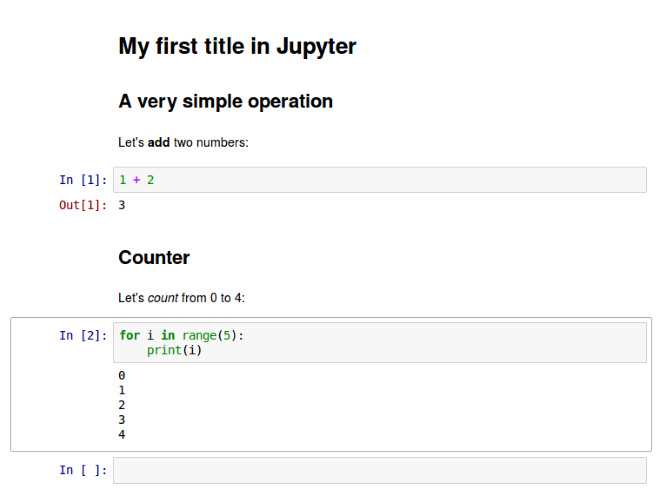 My first title in Jupyter
A very simple operation
Let's add two numbers:
In [1]: 1 + 2
Out[1]: 3
Counter
Let's count from 0 to 4:
In [2]: for i in range(5):
    print(i)
0
1
2
3
4
In [ ]: